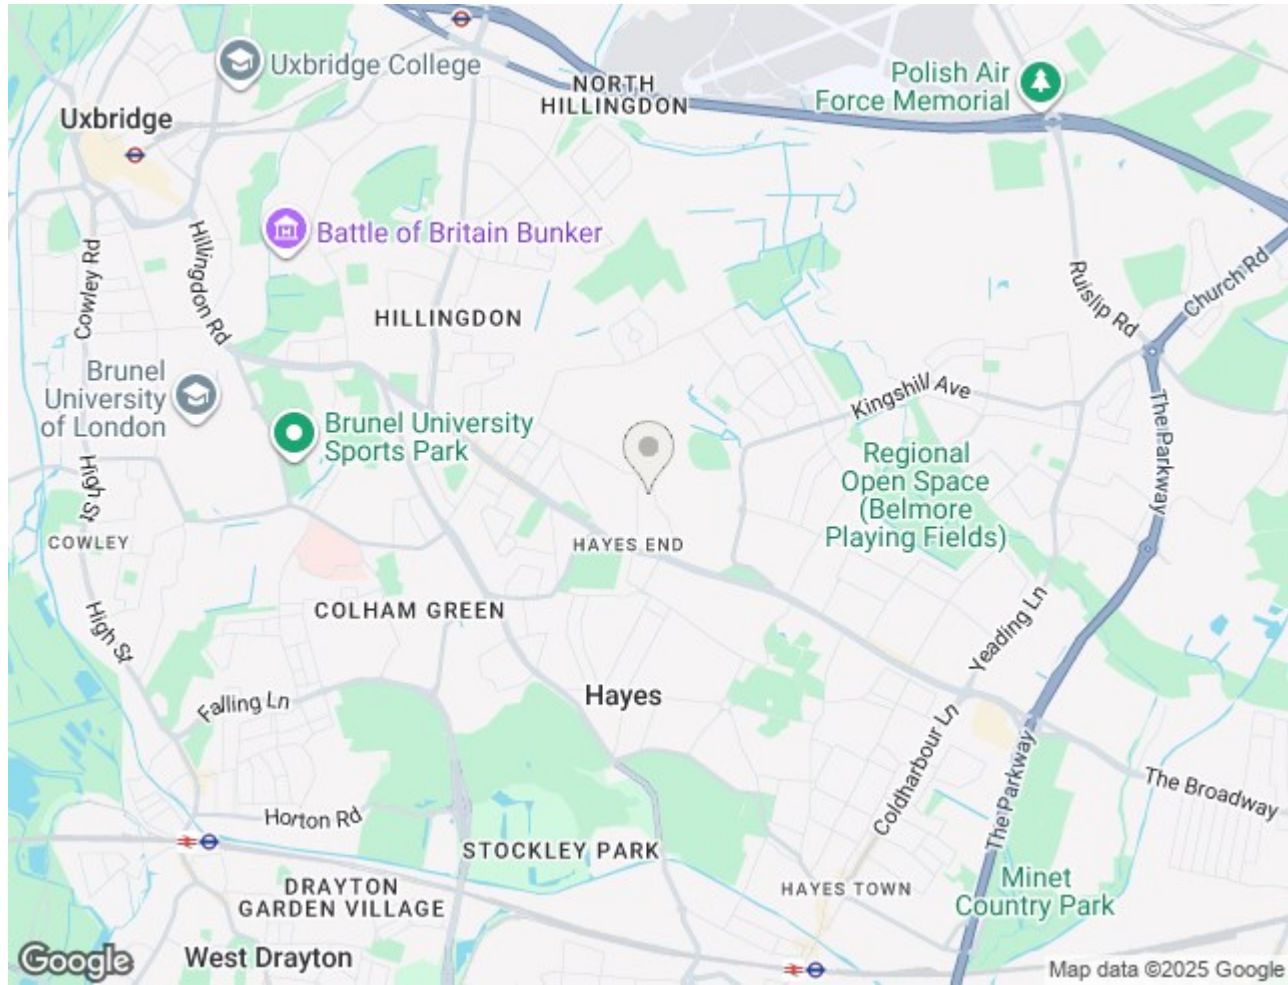 Uxbridge College
NORTH
HILLINGDON
Polish Air
Force Memorial
Uxbridge
Battle of Britain Bunker
Hillingdon Rd
Cowley Rd
Ruislip Rd
Church Rd
HILLINGDON
Brunel
University
of London
Brunel University
Sports Park
Kingshill Ave
The Parkway
Regional
Open Space
(Belmore
Playing Fields)
High St
COWLEY
HAYES END
COLHAM GREEN
High St
Yeading Ln
Falling Ln
Hayes
Coldharbour Ln
The Parkway
The Broadway
Horton Rd
STOCKLEY PARK
DRAYTON
GARDEN VILLAGE
HAYES TOWN
Minet
Country Park
West Drayton
Google
Map data ©2025 Google